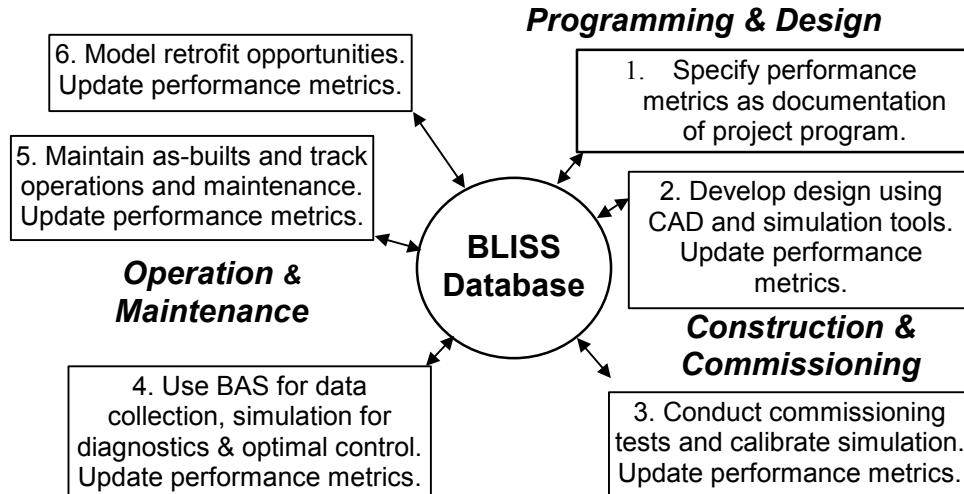 Programming & Design
1. Specify performance
metrics as documentation
of project program.
2. Develop design using
CAD and simulation tools.
Update performance
metrics.
Construction &
Commissioning
3. Conduct commissioning
tests and calibrate simulation.
Update performance metrics.
4. Use BAS for data
collection, simulation for
diagnostics & optimal control.
Update performance metrics.
Operation &
Maintenance
5. Maintain as-builts and track
operations and maintenance.
Update performance metrics.
6. Model retrofit opportunities.
Update performance metrics.
BLISS
Database